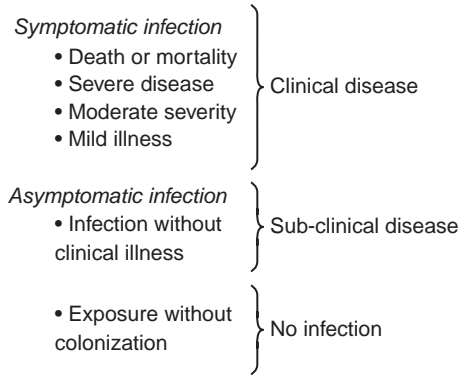 Symptomatic infection
• Death or mortality
• Severe disease
• Moderate severity
• Mild illness
Clinical disease
Asymptomatic infection
• Infection without
clinical illness
Sub-clinical disease
• Exposure without
colonization
No infection